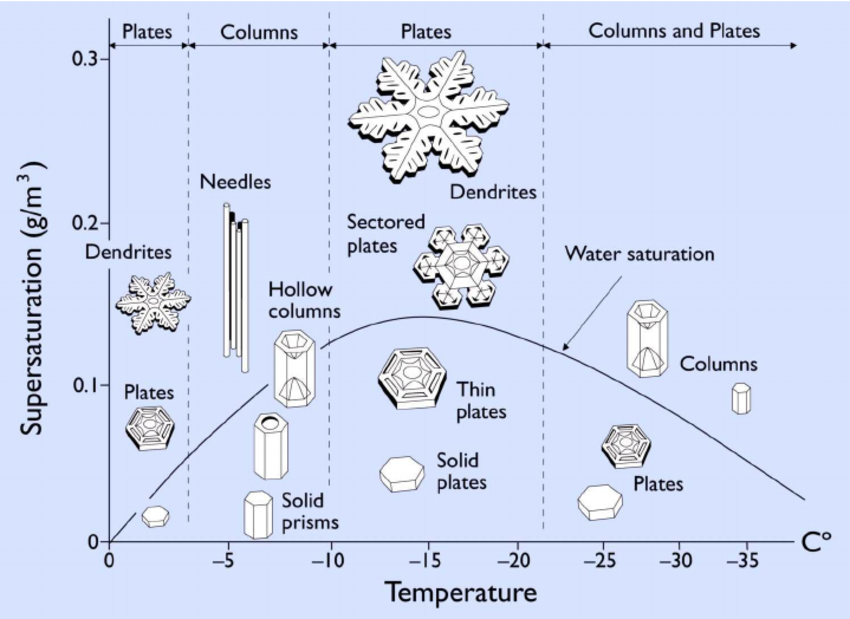 Plates
Columns
Plates
Columns and Plates
0.3
Needles
Dendrites
Sectored
plates
0.2
Dendrites
Water saturation
Hollow
columns
Supersaturation (g/m³)
0.1
Plates
Columns
Thin
plates
Solid
plates
Plates
Solid
prisms
0
C°
0
−5
−10
−15
−20
−25
−30
−35
Temperature